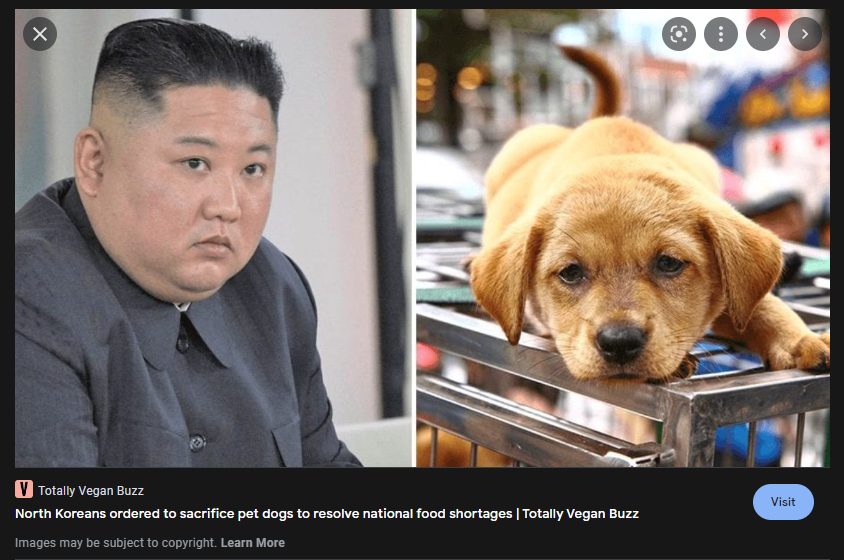 V Totally Vegan Buzz
North Koreans ordered to sacrifice pet dogs to resolve national food shortages | Totally Vegan Buzz
Visit
Images may be subject to copyright. Learn More